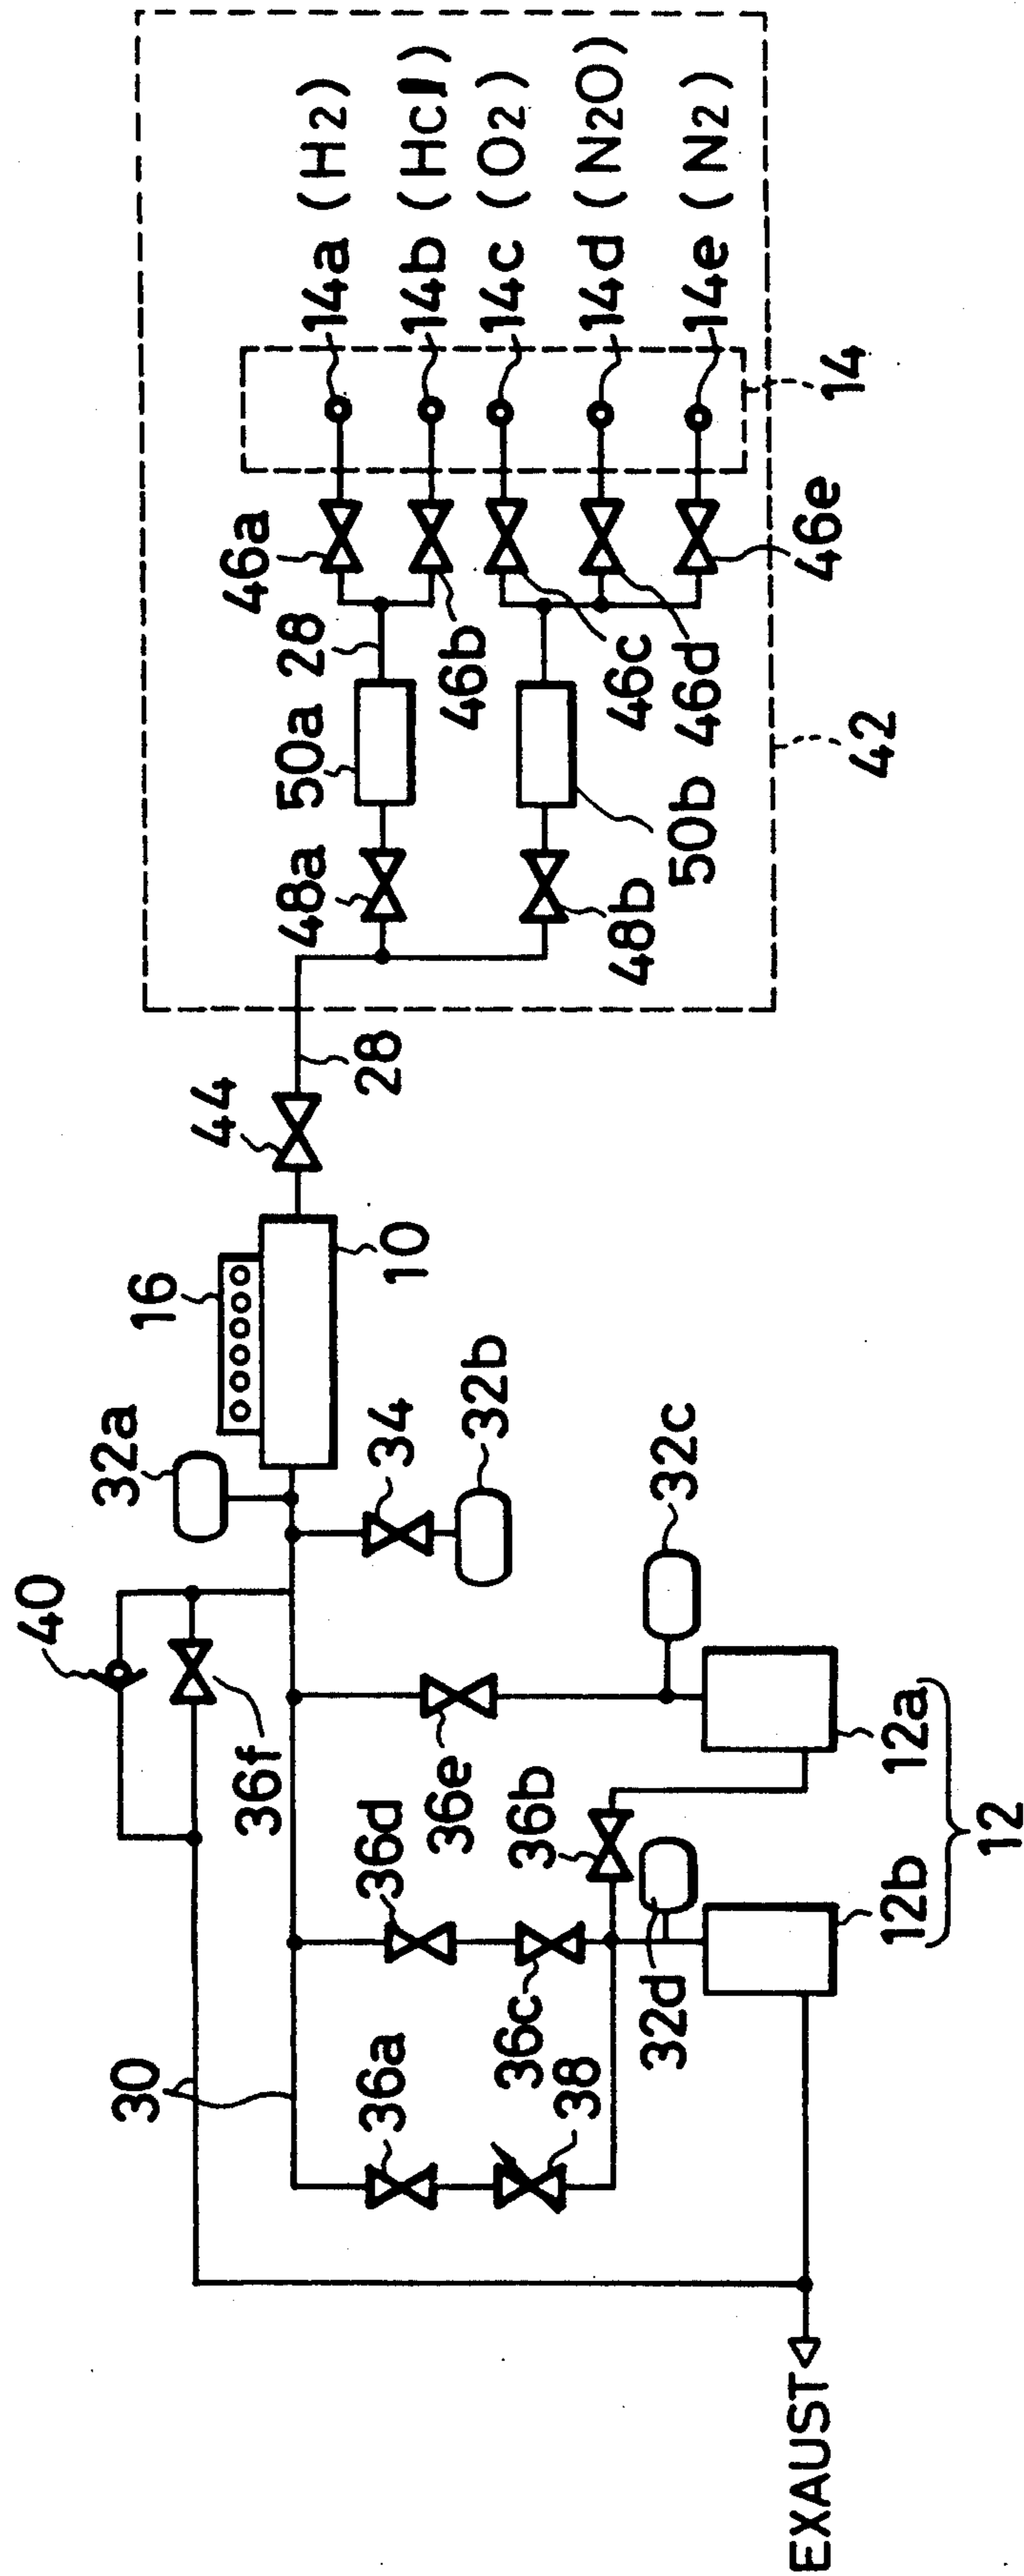 14a (H2)
14b (HCl)
14c (O2)
14d (N2O)
14e (N2)
14
46a
46b
46c
46d
46e
28
50a
50b
48a
48b
42
28
44
10
16
32a
34
32b
32c
40
36f
36e
36d
36b
12a
12b
12
32d
36c
38
36a
30
EXAUST